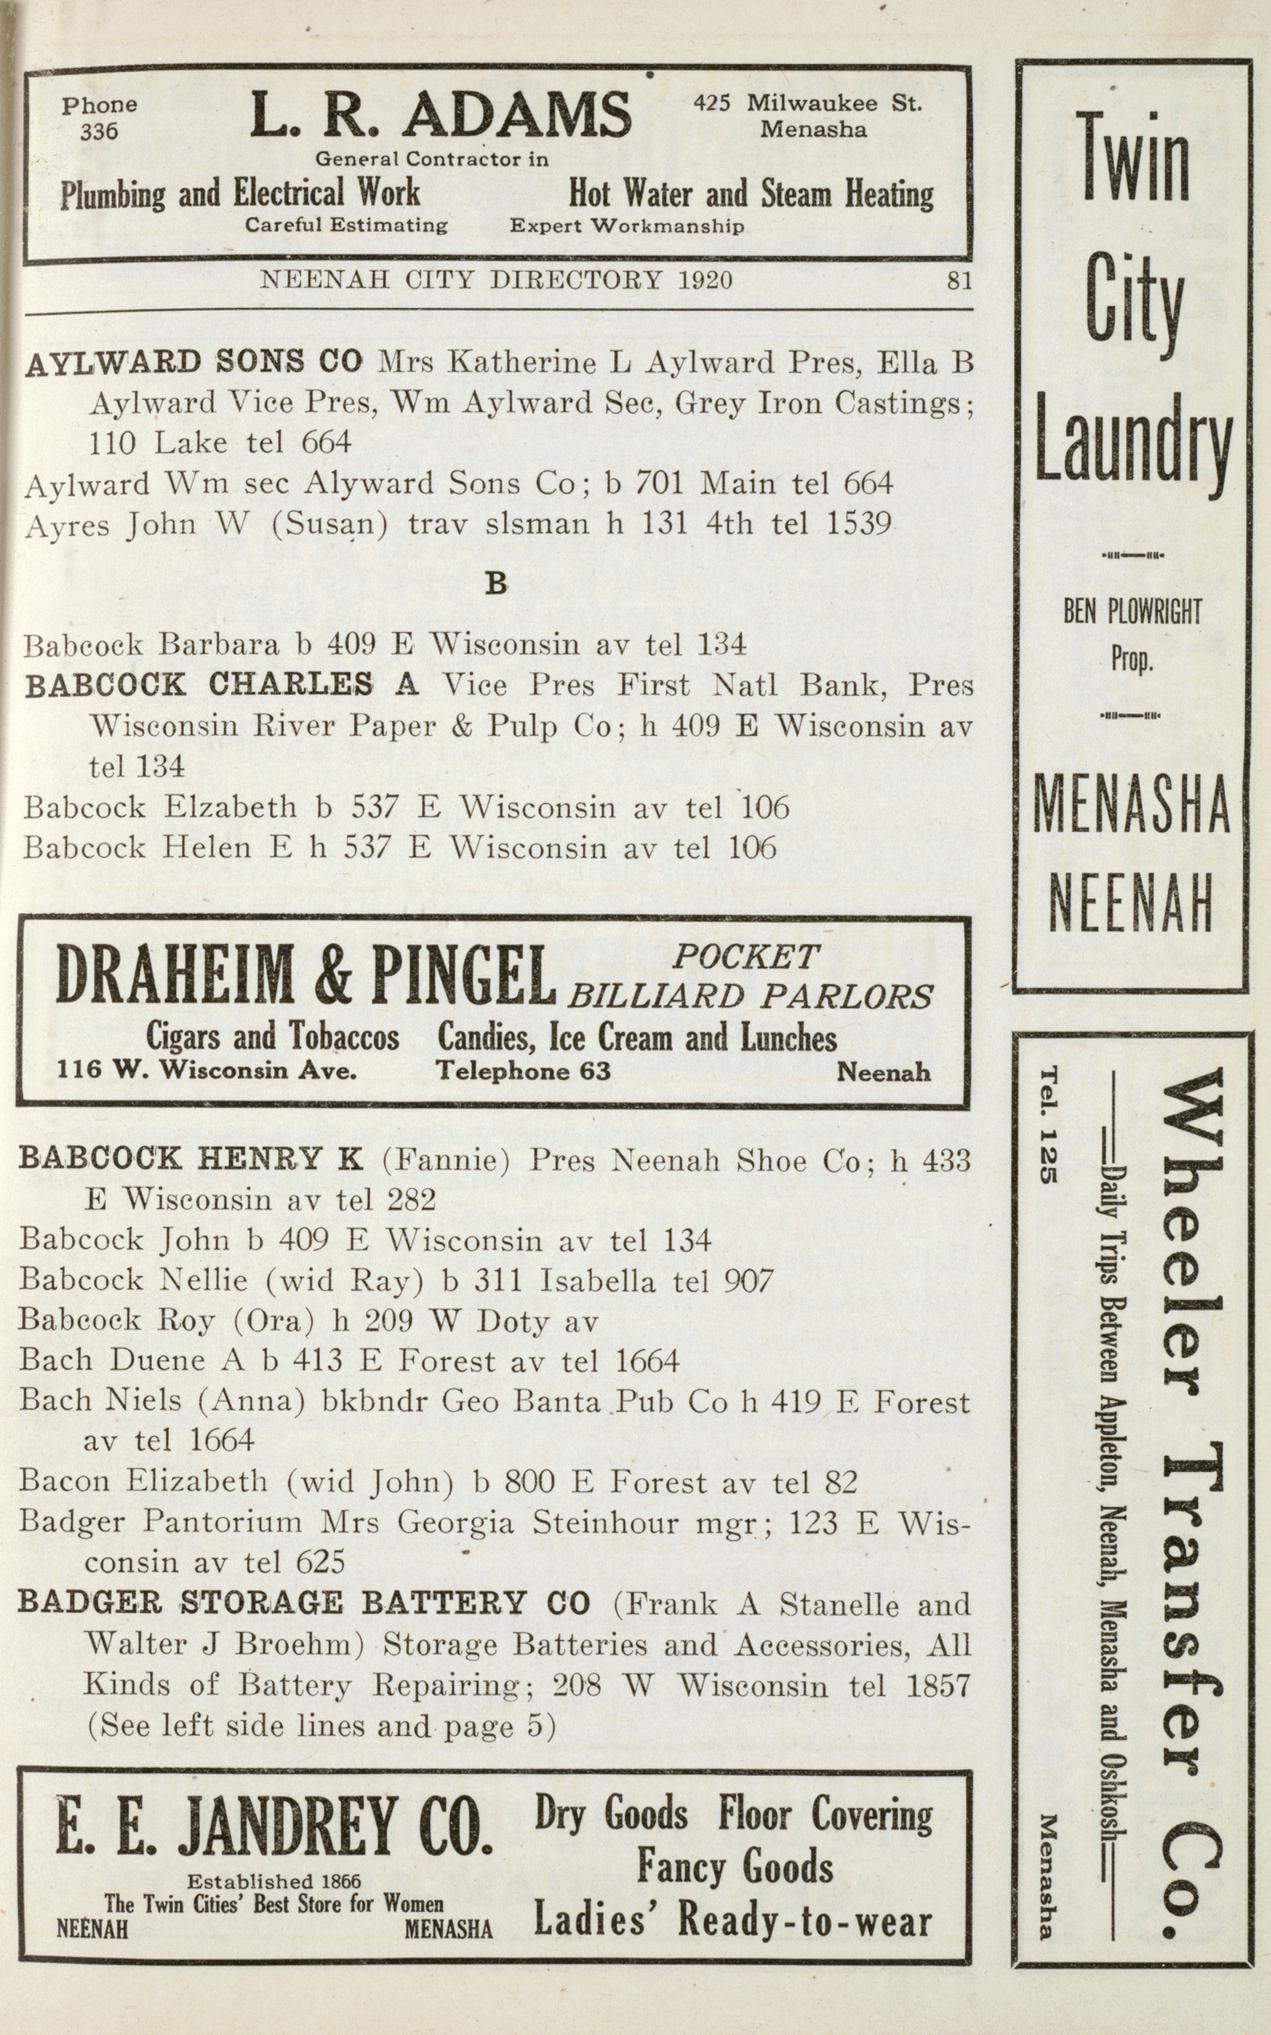 Phone
336
L. R. ADAMS
425 Milwaukee St.
Menasha
General Contractor in
Plumbing and Electrical Work Hot Water and Steam Heating
Careful Estimating Expert Workmanship
NEENAH CITY DIRECTORY 1920 81
AYLWARD SONS CO Mrs Katherine L Aylward Pres, Ella B
Aylward Vice Pres, Wm Aylward Sec, Grey Iron Castings;
110 Lake tel 664
Aylward Wm sec Alyward Sons Co; b 701 Main tel 664
Ayres John W (Susan) trav slsman h 131 4th tel 1539
B
Babcock Barbara b 409 E Wisconsin av tel 134
BABCOCK CHARLES A Vice Pres First Natl Bank, Pres
Wisconsin River Paper & Pulp Co; h 409 E Wisconsin av
tel 134
Babcock Elzabeth b 537 E Wisconsin av tel 106
Babcock Helen E h 537 E Wisconsin av tel 106
DRAHEIM & PINGEL
POCKET
BILLIARD PARLORS
Cigars and Tobaccos Candies, Ice Cream and Lunches
116 W. Wisconsin Ave. Telephone 63 Neenah
BABCOCK HENRY K (Fannie) Pres Neenah Shoe Co; h 433
E Wisconsin av tel 282
Babcock John b 409 E Wisconsin av tel 134
Babcock Nellie (wid Ray) b 311 Isabella tel 907
Babcock Roy (Ora) h 209 W Doty av
Bach Duene A b 413 E Forest av tel 1664
Bach Niels (Anna) bkbndr Geo Banta Pub Co h 419 E Forest
av tel 1664
Bacon Elizabeth (wid John) b 800 E Forest av tel 82
Badger Pantorium Mrs Georgia Steinhour mgr; 123 E Wis-
consin av tel 625
BADGER STORAGE BATTERY CO (Frank A Stanelle and
Walter J Broehm) Storage Batteries and Accessories, All
Kinds of Battery Repairing; 208 W Wisconsin tel 1857
(See left side lines and page 5)
E. E. JANDREY CO.
Established 1866
The Twin Cities' Best Store for Women
NEENAH MENASHA
Dry Goods Floor Covering
Fancy Goods
Ladies' Ready-to-wear
Twin
City
Laundry
BEN PLOWRIGHT
Prop.
MENASHA
NEENAH
Wheeler Transfer Co.
Daily Trips Between Appleton, Neenah, Menasha and Oshkosh
Tel. 125 Menasha